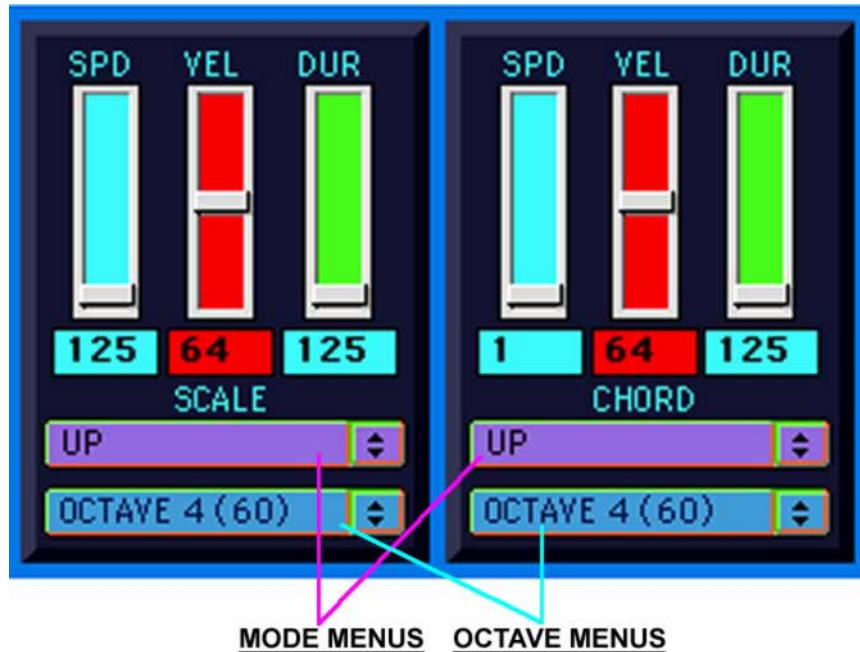 SPD VEL DUR
125 64 125
SCALE
UP
OCTAVE 4 (60)
SPD VEL DUR
1 64 125
CHORD
UP
OCTAVE 4 (60)
MODE MENUS OCTAVE MENUS